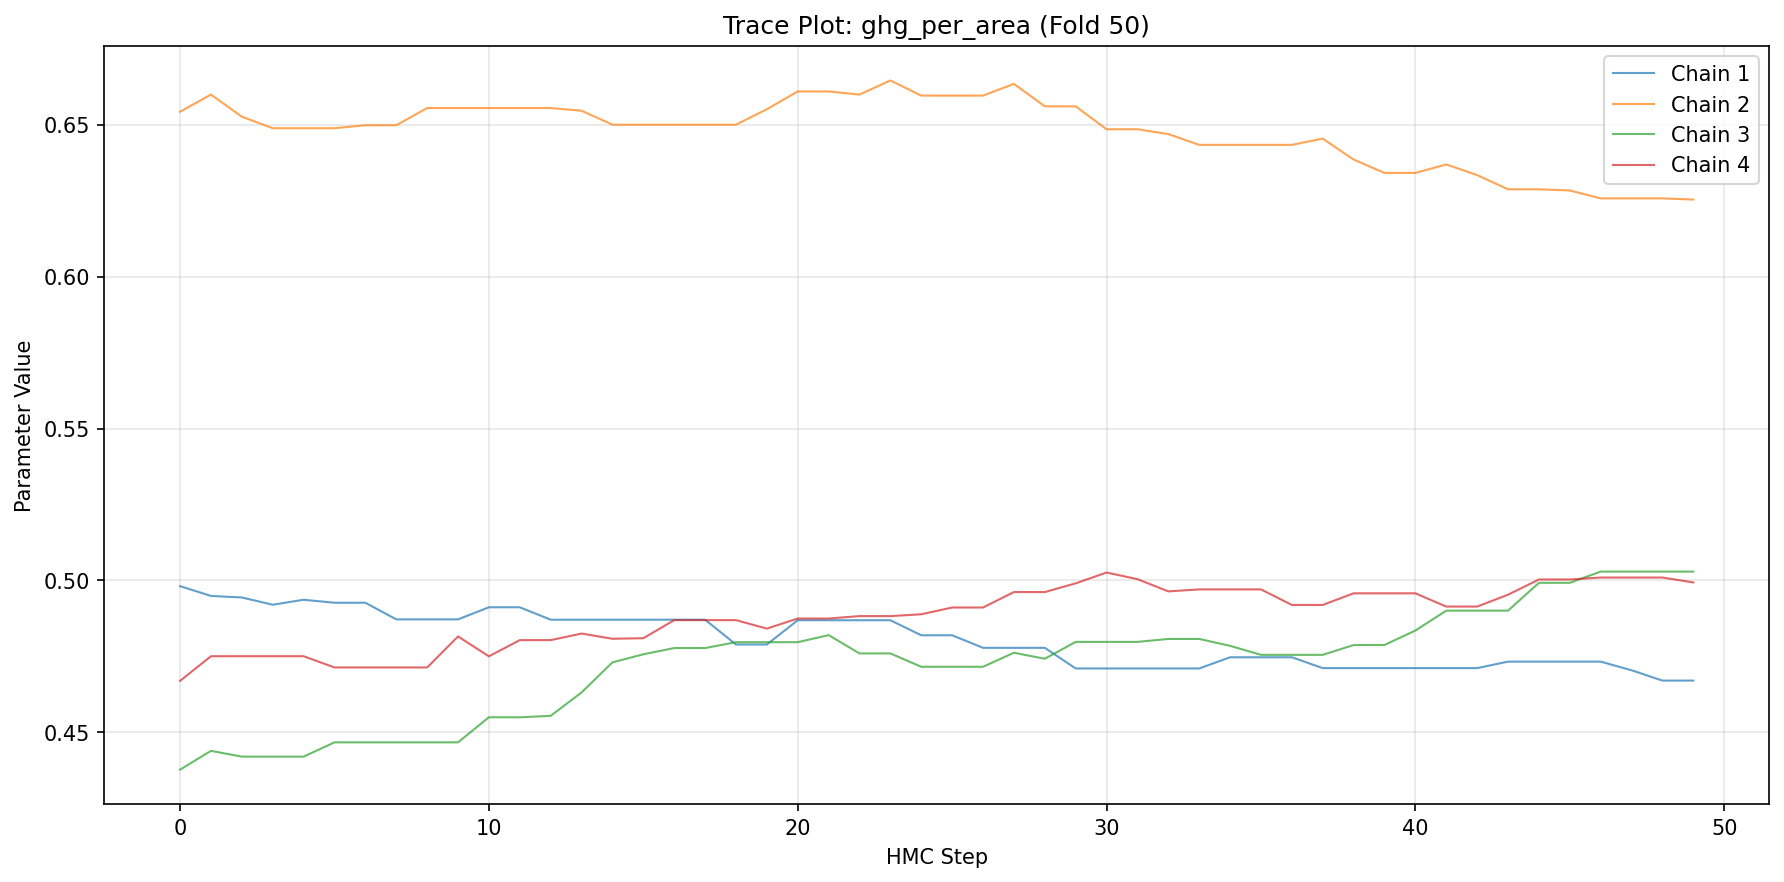 Trace Plot: ghg_per_area (Fold 50)
Chain 1
Chain 2
Chain 3
Chain 4
Parameter Value
0.65
0.60
0.55
0.50
0.45
0 10 20 30 40 50
HMC Step